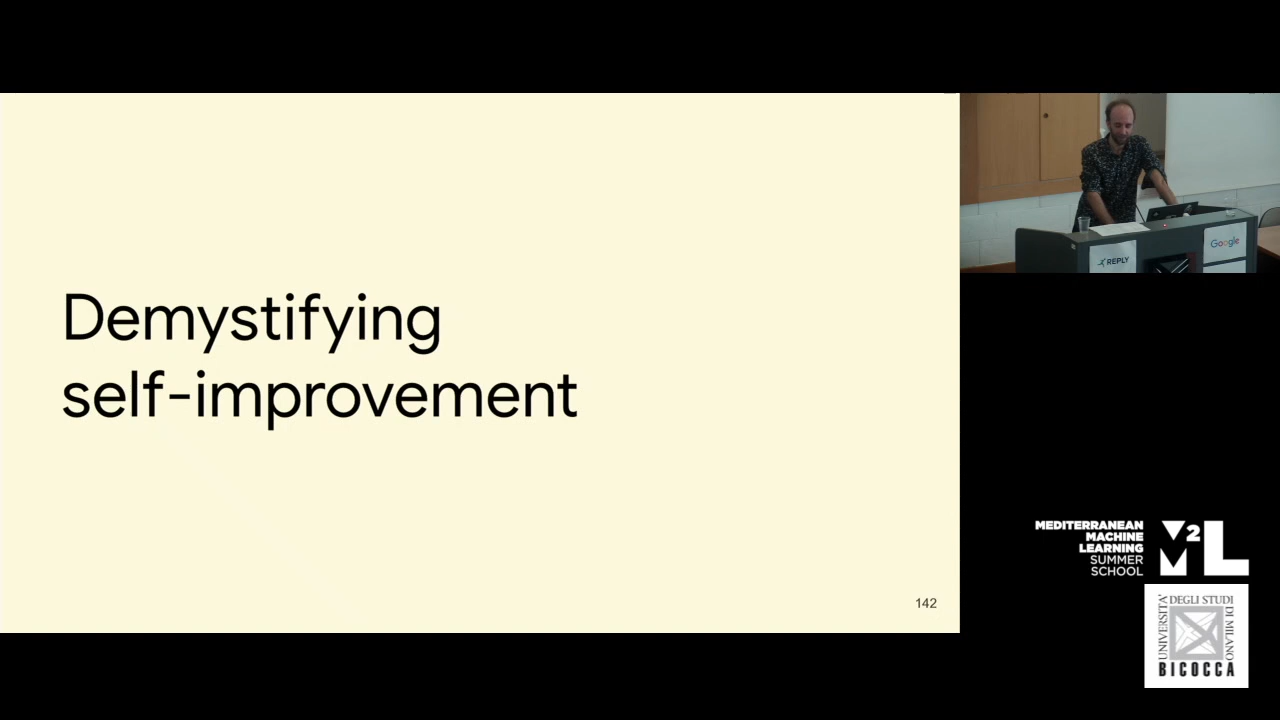 Demystifying
self-improvement
142
REPLY
Google
MEDITERRANEAN
MACHINE
LEARNING
SUMMER
SCHOOL
M2L
UNIVERSITÀ
DEGLI STUDI
DI MILANO
BICOCCA